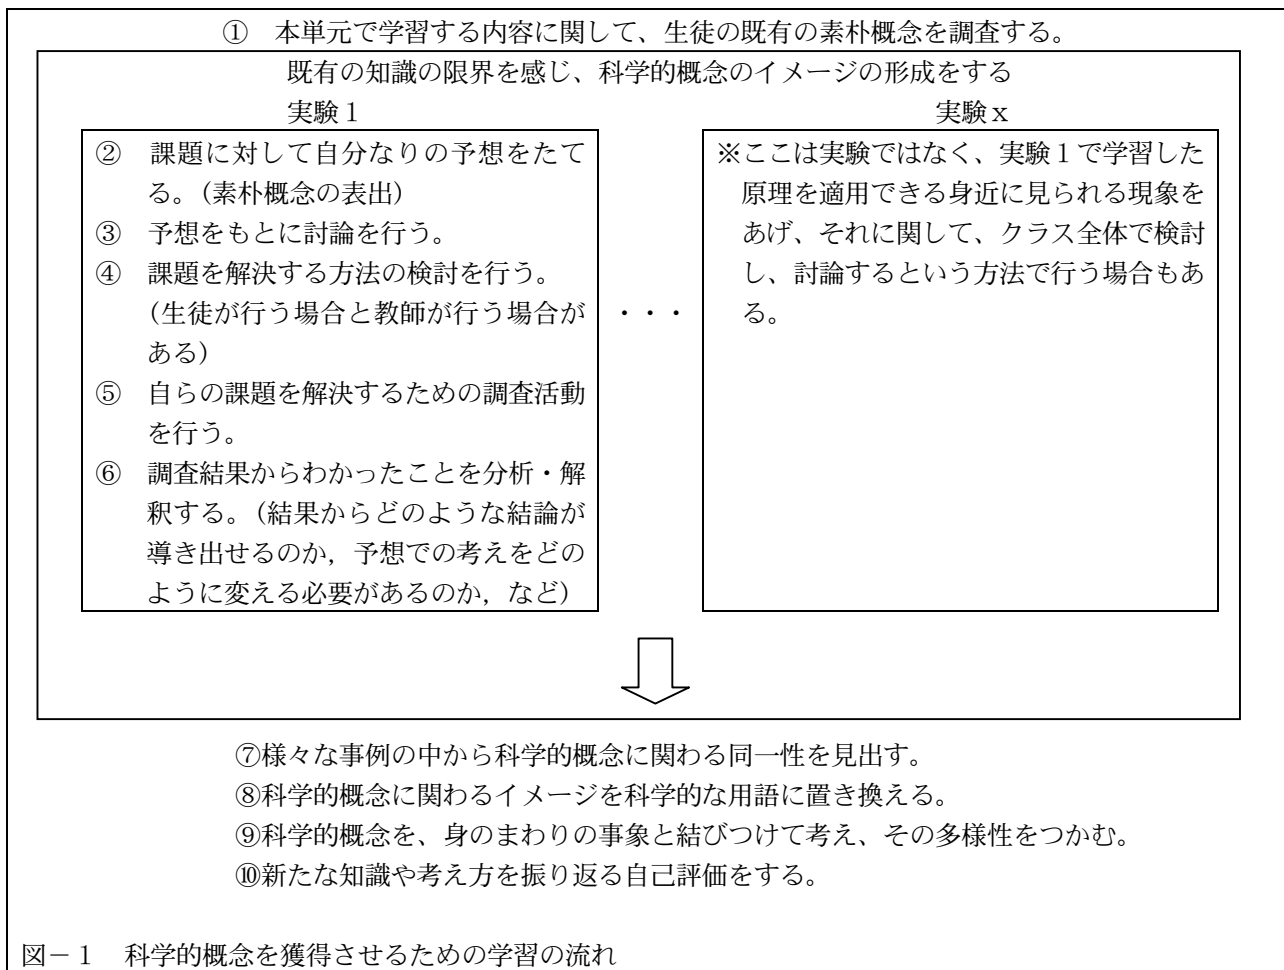 ①　本単元で学習する内容に関して、生徒の既有の素朴概念を調査する。
既有の知識の限界を感じ、科学的概念のイメージの形成をする
実験１
②　課題に対して自分なりの予想をたて
る。（素朴概念の表出）
③　予想をもとに討論を行う。
④　課題を解決する方法の検討を行う。
（生徒が行う場合と教師が行う場合が
ある）
⑤　自らの課題を解決するための調査活動
を行う。
⑥　調査結果からわかったことを分析・解
釈する。（結果からどのような結論が
導き出せるのか，予想での考えをどの
ように変える必要があるのか，など）
・・・
実験ｘ
※ここは実験ではなく、実験１で学習した
原理を適用できる身近に見られる現象を
あげ、それに関して、クラス全体で検討
し、討論するという方法で行う場合もあ
る。
⑦様々な事例の中から科学的概念に関わる同一性を見出す。
⑧科学的概念に関わるイメージを科学的な用語に置き換える。
⑨科学的概念を、身のまわりの事象と結びつけて考え、その多様性をつかむ。
⑩新たな知識や考え方を振り返る自己評価をする。
図－１　科学的概念を獲得させるための学習の流れ